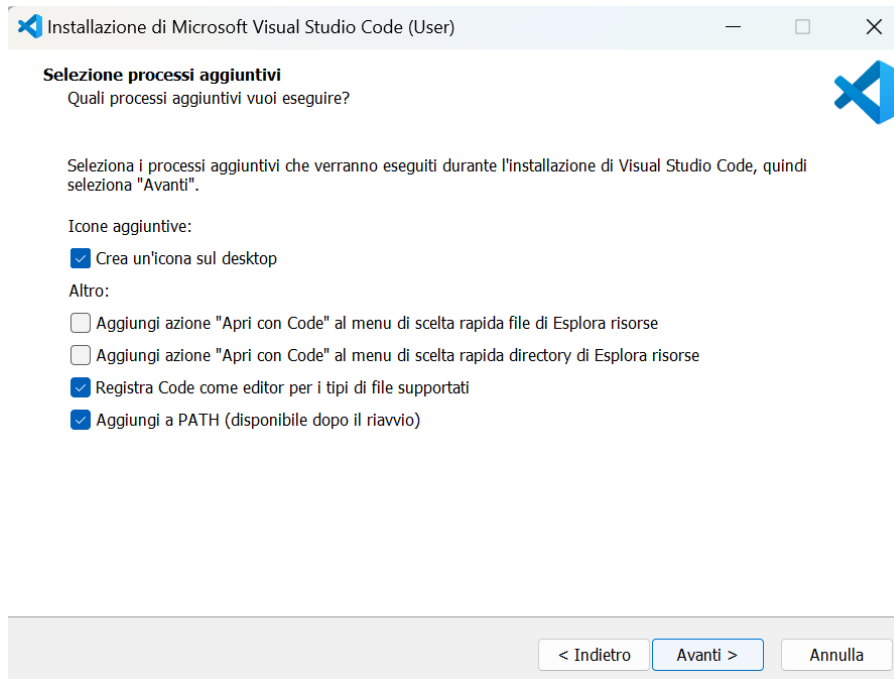 Installazione di Microsoft Visual Studio Code (User)
Selezione processi aggiuntivi
Quali processi aggiuntivi vuoi eseguire?
Seleziona i processi aggiuntivi che verranno eseguiti durante l'installazione di Visual Studio Code, quindi
seleziona "Avanti".
Icone aggiuntive:
Crea un'icona sul desktop
Altro:
Aggiungi azione "Apri con Code" al menu di scelta rapida file di Esplora risorse
Aggiungi azione "Apri con Code" al menu di scelta rapida directory di Esplora risorse
Registra Code come editor per i tipi di file supportati
Aggiungi a PATH (disponibile dopo il riavvio)
< Indietro Avanti > Annulla